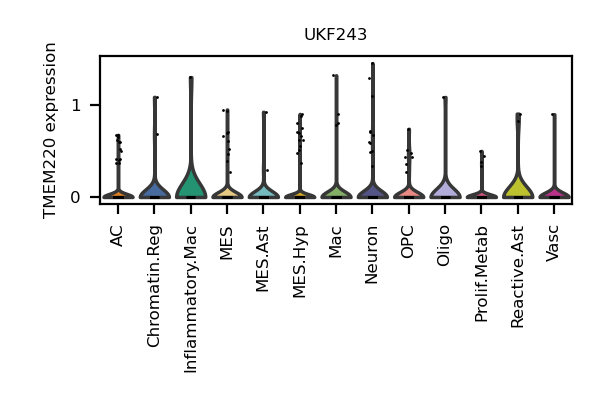 UKF243
TMEM220 expression
1
0
AC
Chromatin.Reg
Inflammatory.Mac
MES
MES.Ast
MES.Hyp
Mac
Neuron
OPC
Oligo
Prolif.Metab
Reactive.Ast
Vasc